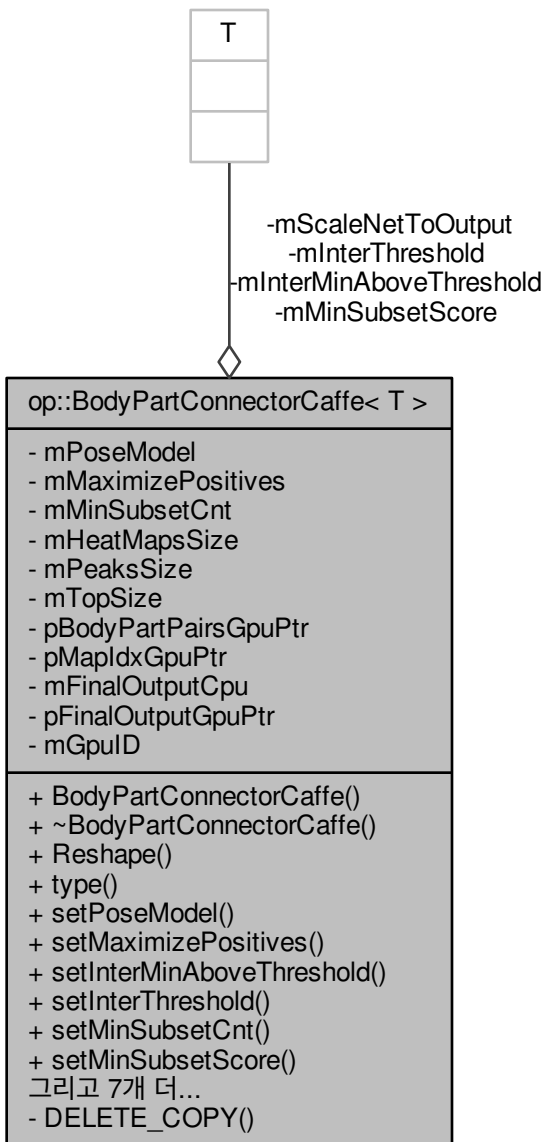 T
-mScaleNetToOutput
-mInterThreshold
-mInterMinAboveThreshold
-mMinSubsetScore
op::BodyPartConnectorCaffe< T >
- mPoseModel
- mMaximizePositives
- mMinSubsetCnt
- mHeatMapsSize
- mPeaksSize
- mTopSize
- pBodyPartPairsGpuPtr
- pMapIdxGpuPtr
- mFinalOutputCpu
- pFinalOutputGpuPtr
- mGpuID
+ BodyPartConnectorCaffe()
+ ~BodyPartConnectorCaffe()
+ Reshape()
+ type()
+ setPoseModel()
+ setMaximizePositives()
+ setInterMinAboveThreshold()
+ setInterThreshold()
+ setMinSubsetCnt()
+ setMinSubsetScore()
그리고 7개 더...
- DELETE_COPY()